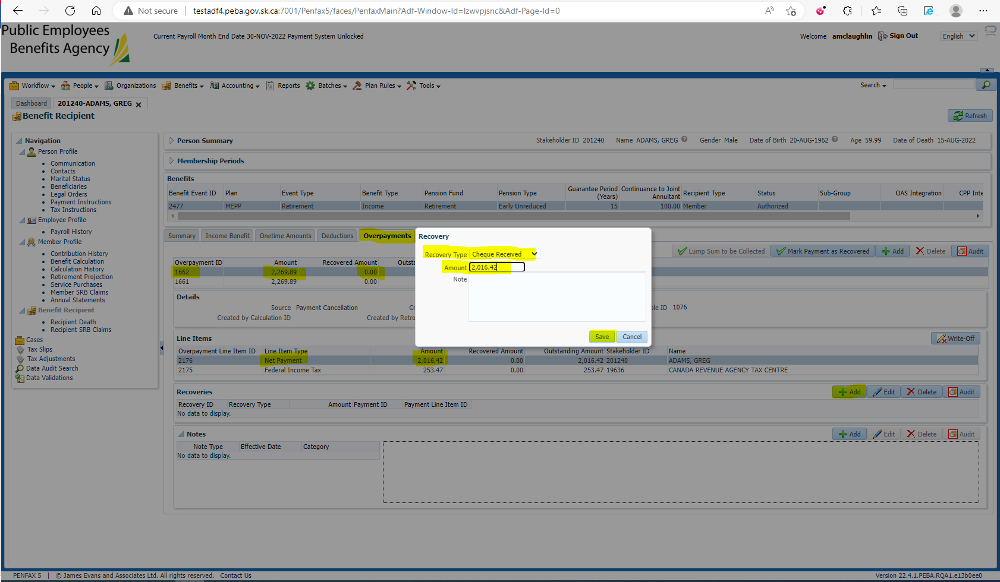 Not secure testadf4.peba.gov.sk.ca:7001/Penfax5/faces/PenfaxMain?Adf-Window-Id=lzwvpjsnc&Adf-Page-Id=0
Public Employees
Benefits Agency
Current Payroll Month End Date 30-NOV-2022 Payment System Unlocked
Welcome amclaughlin Sign Out English
Workflow People Organizations Benefits Accounting Reports Batches Plan Rules Tools Search
Dashboard 201240-ADAMS, GREG
Benefit Recipient Refresh
Navigation
Person Profile
Communication
Contacts
Marital Status
Beneficiaries
Legal Orders
Payment Instructions
Tax Instructions
Employee Profile
Payroll History
Member Profile
Contribution History
Benefit Calculation
Calculation History
Retirement Projection
Service Purchases
Member SRB Claims
Annual Statements
Benefit Recipient
Recipient Death
Recipient SRB Claims
Cases
Tax Slips
Tax Adjustments
Data Audit Search
Data Validations
Person Summary Stakeholder ID 201240 Name ADAMS, GREG Gender Male Date of Birth 20-AUG-1962 Age 59.99 Date of Death 15-AUG-2022
Membership Periods
Benefits
Benefit Event ID Plan Event Type Benefit Type Pension Fund Pension Type Guarantee Period (Years) Continuance to Joint Annuitant Recipient Type Status Sub-Group OAS Integration CPP Inte
2477 MEPP Retirement Income Retirement Early Unreduced 15 100.00 Member Authorized
Summary Income Benefit Onetime Amounts Deductions Overpayments
Lump Sum to be Collected Mark Payment as Recovered Add Delete Audit
Overpayment ID Amount Recovered Amount Outsta
1662 2,269.89 0.00
1661 2,269.89 0.00
Details
Source Payment Cancellation Cr ble ID 1076
Created by Calculation ID Created by Retro
Recovery
Recovery Type Cheque Received
Amount 2,016.42
Note
Save Cancel
Line Items Write-Off
Overpayment Line Item ID Line Item Type Amount Recovered Amount Outstanding Amount Stakeholder ID Name
2176 Net Payment 2,016.42 0.00 2,016.42 201240 ADAMS, GREG
2175 Federal Income Tax 253.47 0.00 253.47 19636 CANADA REVENUE AGENCY TAX CENTRE
Recoveries Add Edit Delete Audit
Recovery ID Recovery Type Amount Payment ID Payment Line Item ID
No data to display.
Notes Add Edit Delete Audit
Note Type Effective Date Category
No data to display.
PENFAX 5 | © James Evans and Associates Ltd. All rights reserved. Contact Us Version 22.4.1.PEBA.RQA1.e13b0ee0